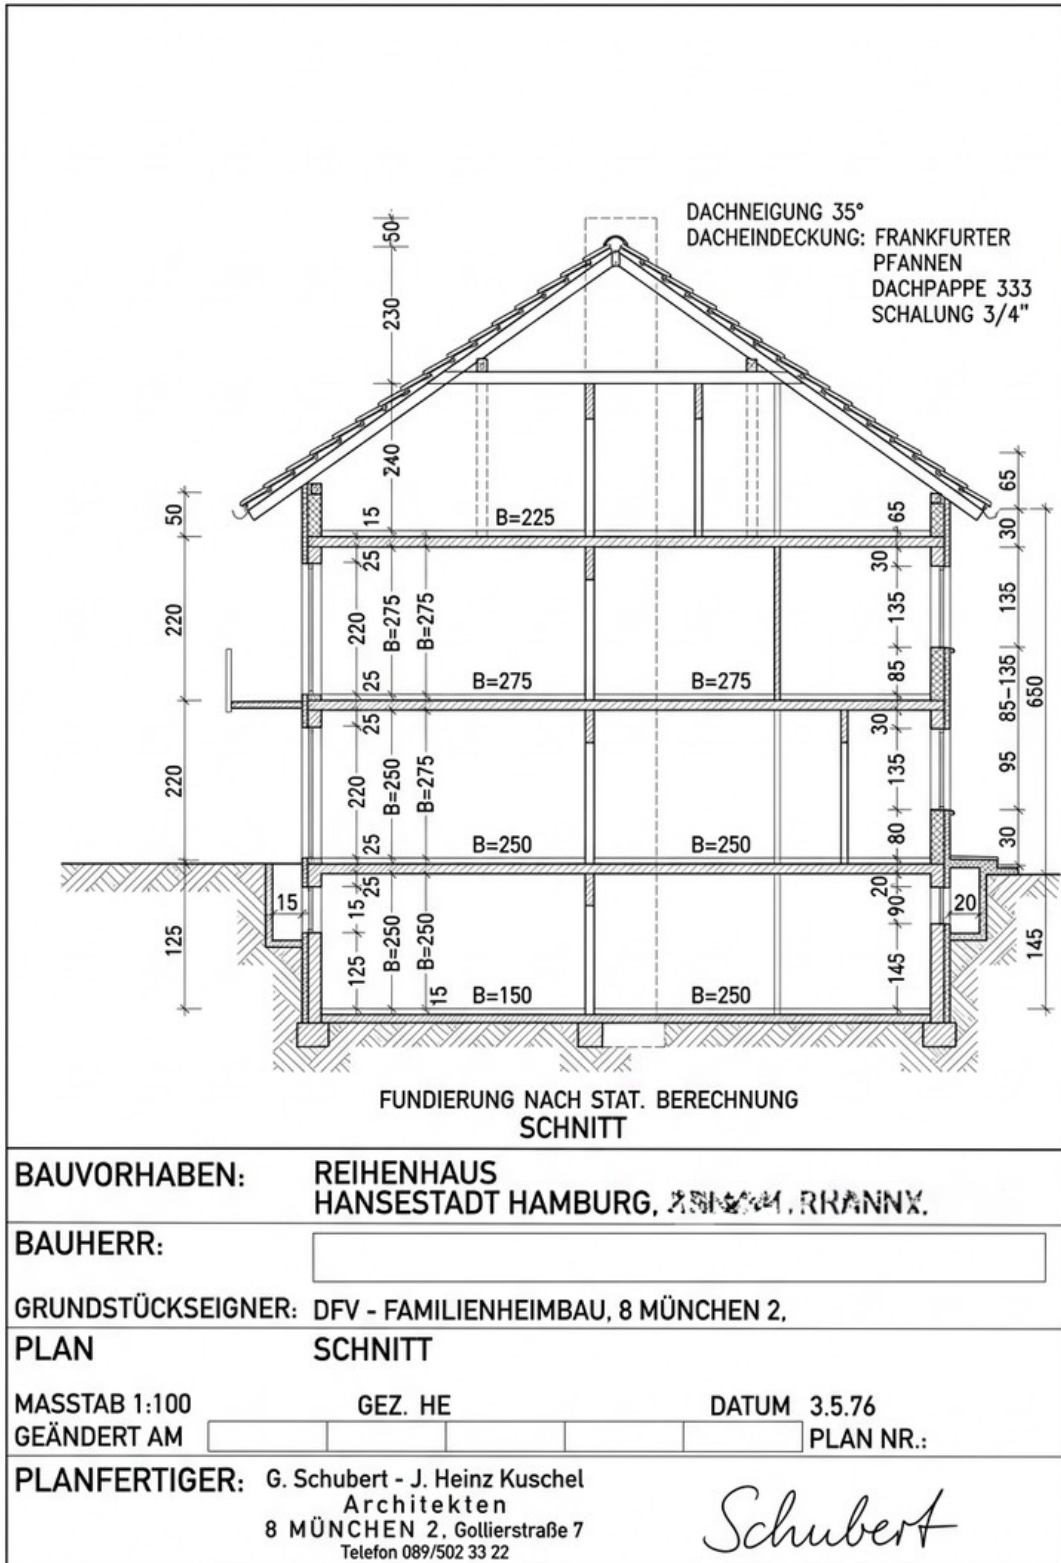 DACHNEIGUNG 35°
DACHEINDECKUNG: FRANKFURTER
PFANNEN
DACHPAPPE 333
SCHALUNG 3/4"
50
230
240
50
220
220
125
15
25
220
25
25
220
25
25
15
125
B=275
B=275
B=250
B=275
B=250
B=250
15
B=225
B=275
B=275
B=250
B=250
B=150
B=250
65
30
135
85
30
135
80
20
90
145
65
30
135
85-135
95
30
650
145
15
20
FUNDIERUNG NACH STAT. BERECHNUNG
SCHNITT
BAUVORHABEN: REIHENHAUS
HANSESTADT HAMBURG,
BAUHERR:
GRUNDSTÜCKSEIGNER: DFV - FAMILIENHEIMBAU, 8 MÜNCHEN 2,
PLAN SCHNITT
MASSTAB 1:100 GEZ. HE DATUM 3.5.76
GEÄNDERT AM PLAN NR.:
PLANFERTIGER: G. Schubert - J. Heinz Kuschel
Architekten
8 MÜNCHEN 2, Gollierstraße 7
Telefon 089/502 33 22
Schubert